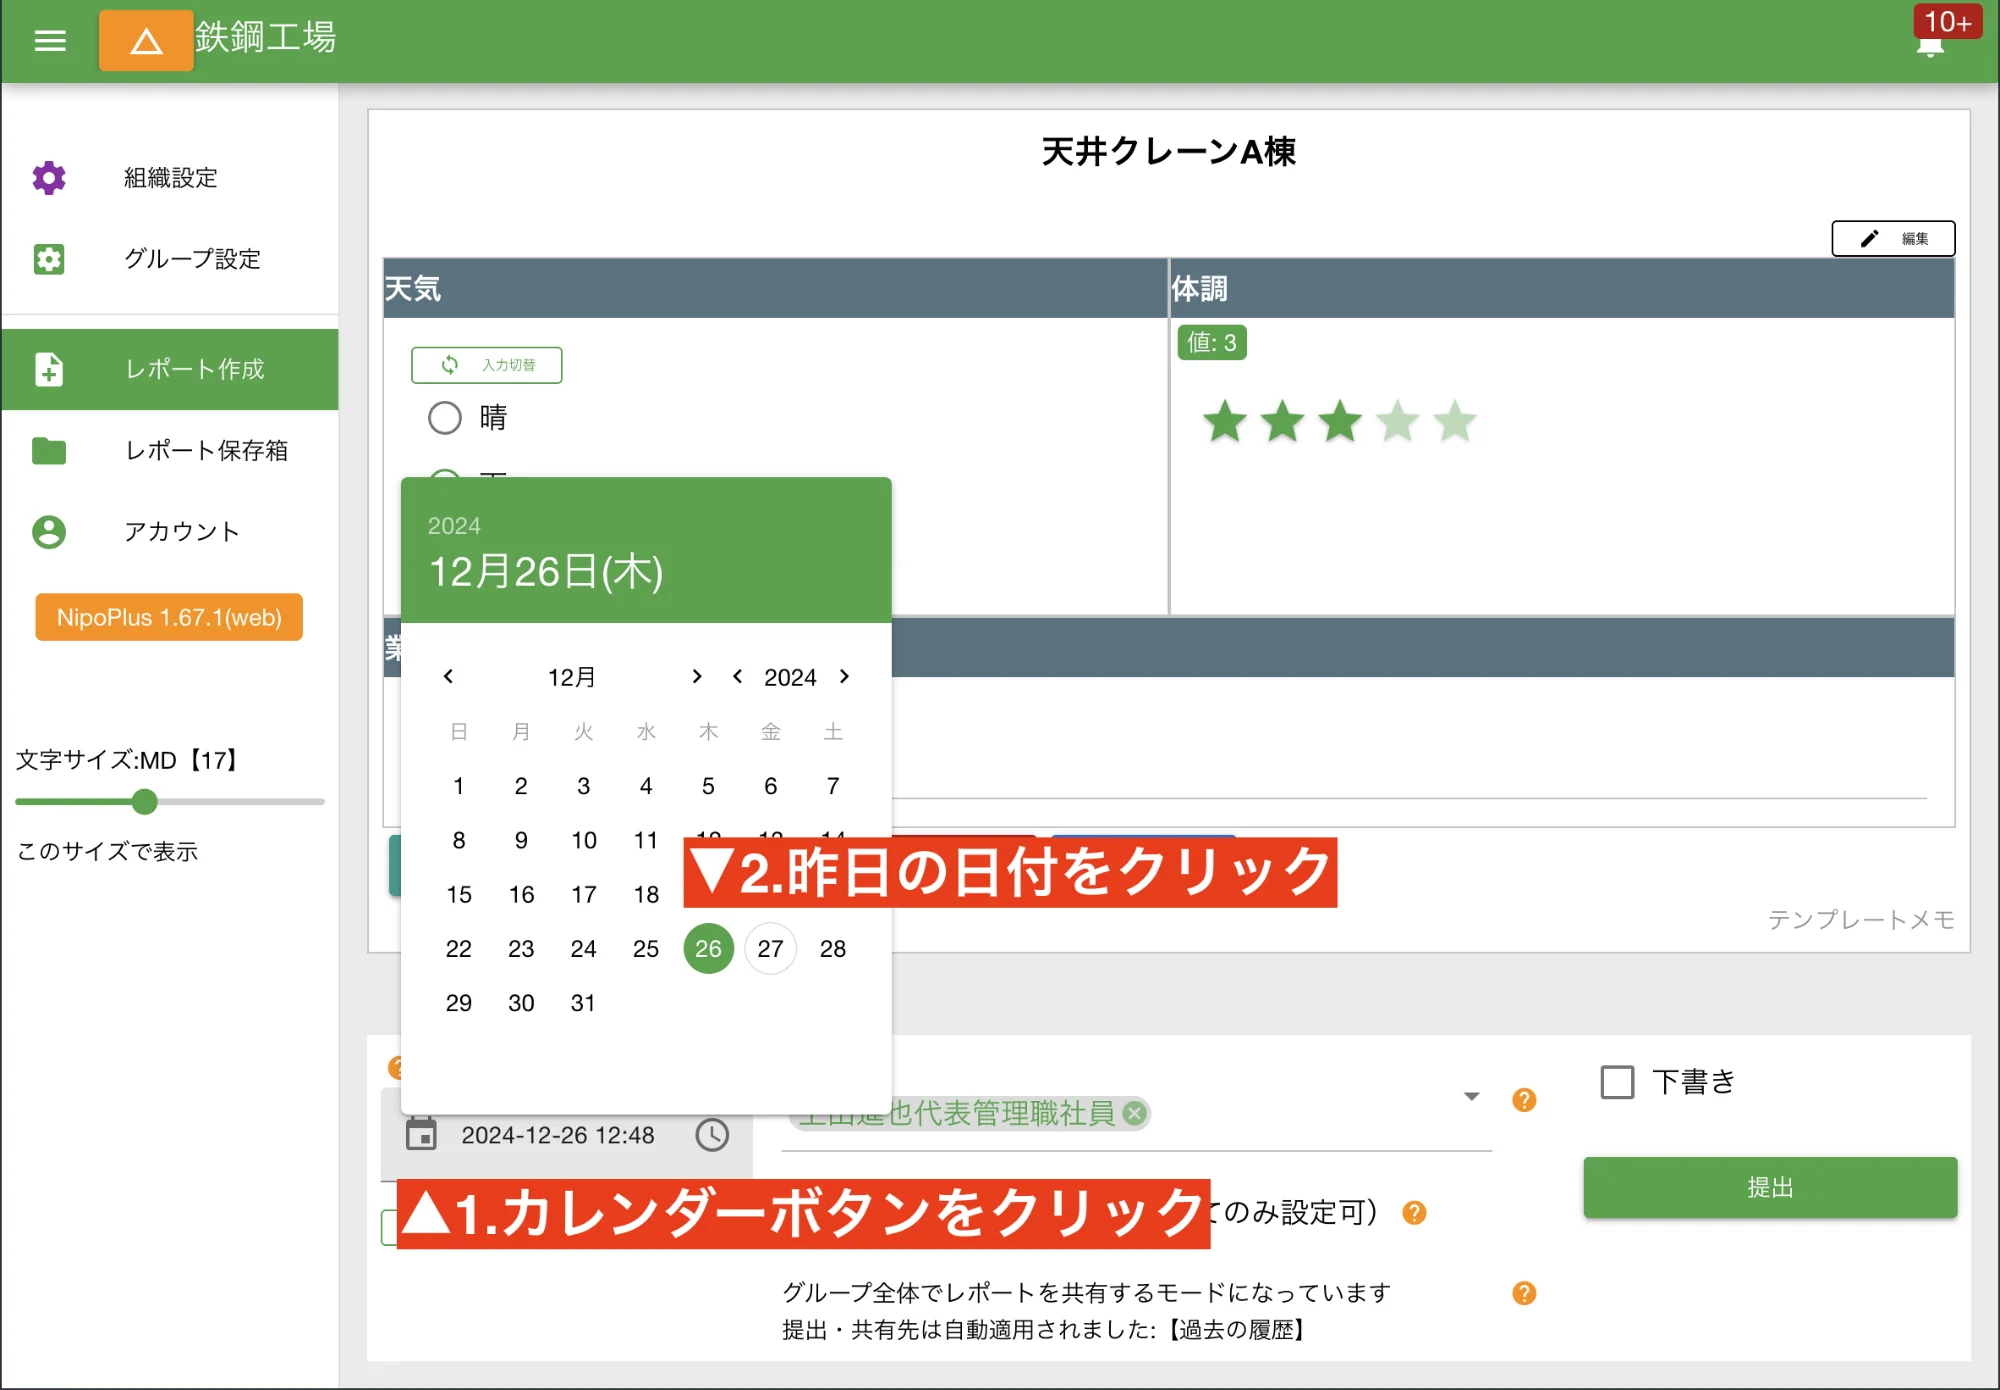 鉄鋼工場
10+
組織設定
グループ設定
レポート作成
レポート保存箱
アカウント
NipoPlus 1.67.1(web)
文字サイズ:MD【17】
このサイズで表示
天井クレーンA棟
編集
天気
体調
入力切替
値: 3
晴
2024
12月26日(木)
12月
2024
日 月 火 水 木 金 土
1 2 3 4 5 6 7
8 9 10 11 12 13 14
15 16 17 18
▼2.昨日の日付をクリック
22 23 24 25 26 27 28
29 30 31
テンプレートメモ
也代表管理職社員
下書き
2024-12-26 12:48
提出
▲1.カレンダーボタンをクリック
てのみ設定可）
グループ全体でレポートを共有するモードになっています
提出・共有先は自動適用されました:【過去の履歴】